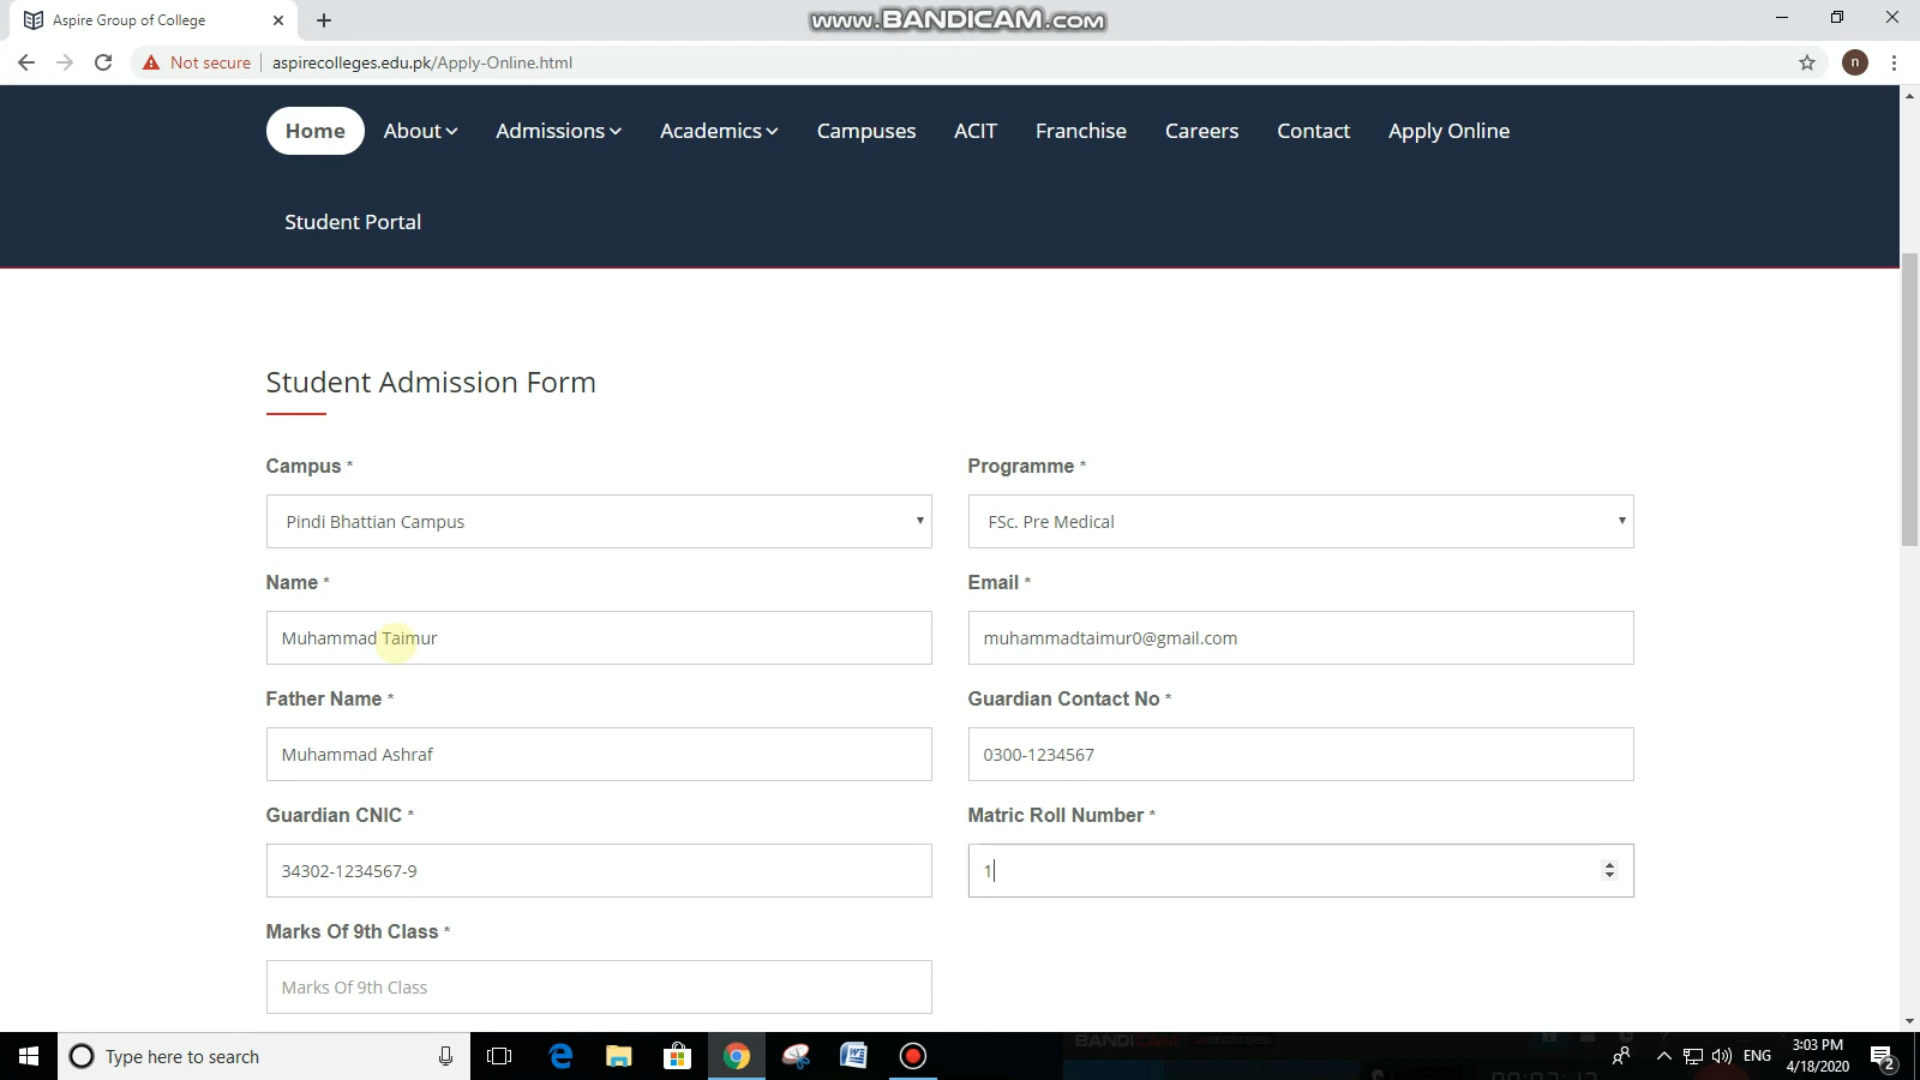 Aspire Group of College
www.BANDICAM.com
Not secure
aspirecolleges.edu.pk/Apply-Online.html
n
Home About Admissions Academics Campuses ACIT Franchise Careers Contact Apply Online
Student Portal
Student Admission Form
Campus * Programme *
Pindi Bhattian Campus FSc. Pre Medical
Name * Email *
Muhammad Taimur muhammadtaimur0@gmail.com
Father Name * Guardian Contact No *
Muhammad Ashraf 0300-1234567
Guardian CNIC * Matric Roll Number *
34302-1234567-9 1
Marks Of 9th Class *
Marks Of 9th Class
Type here to search
BANDICAM UNREGISTERED
ENG
3:03 PM
4/18/2020
2